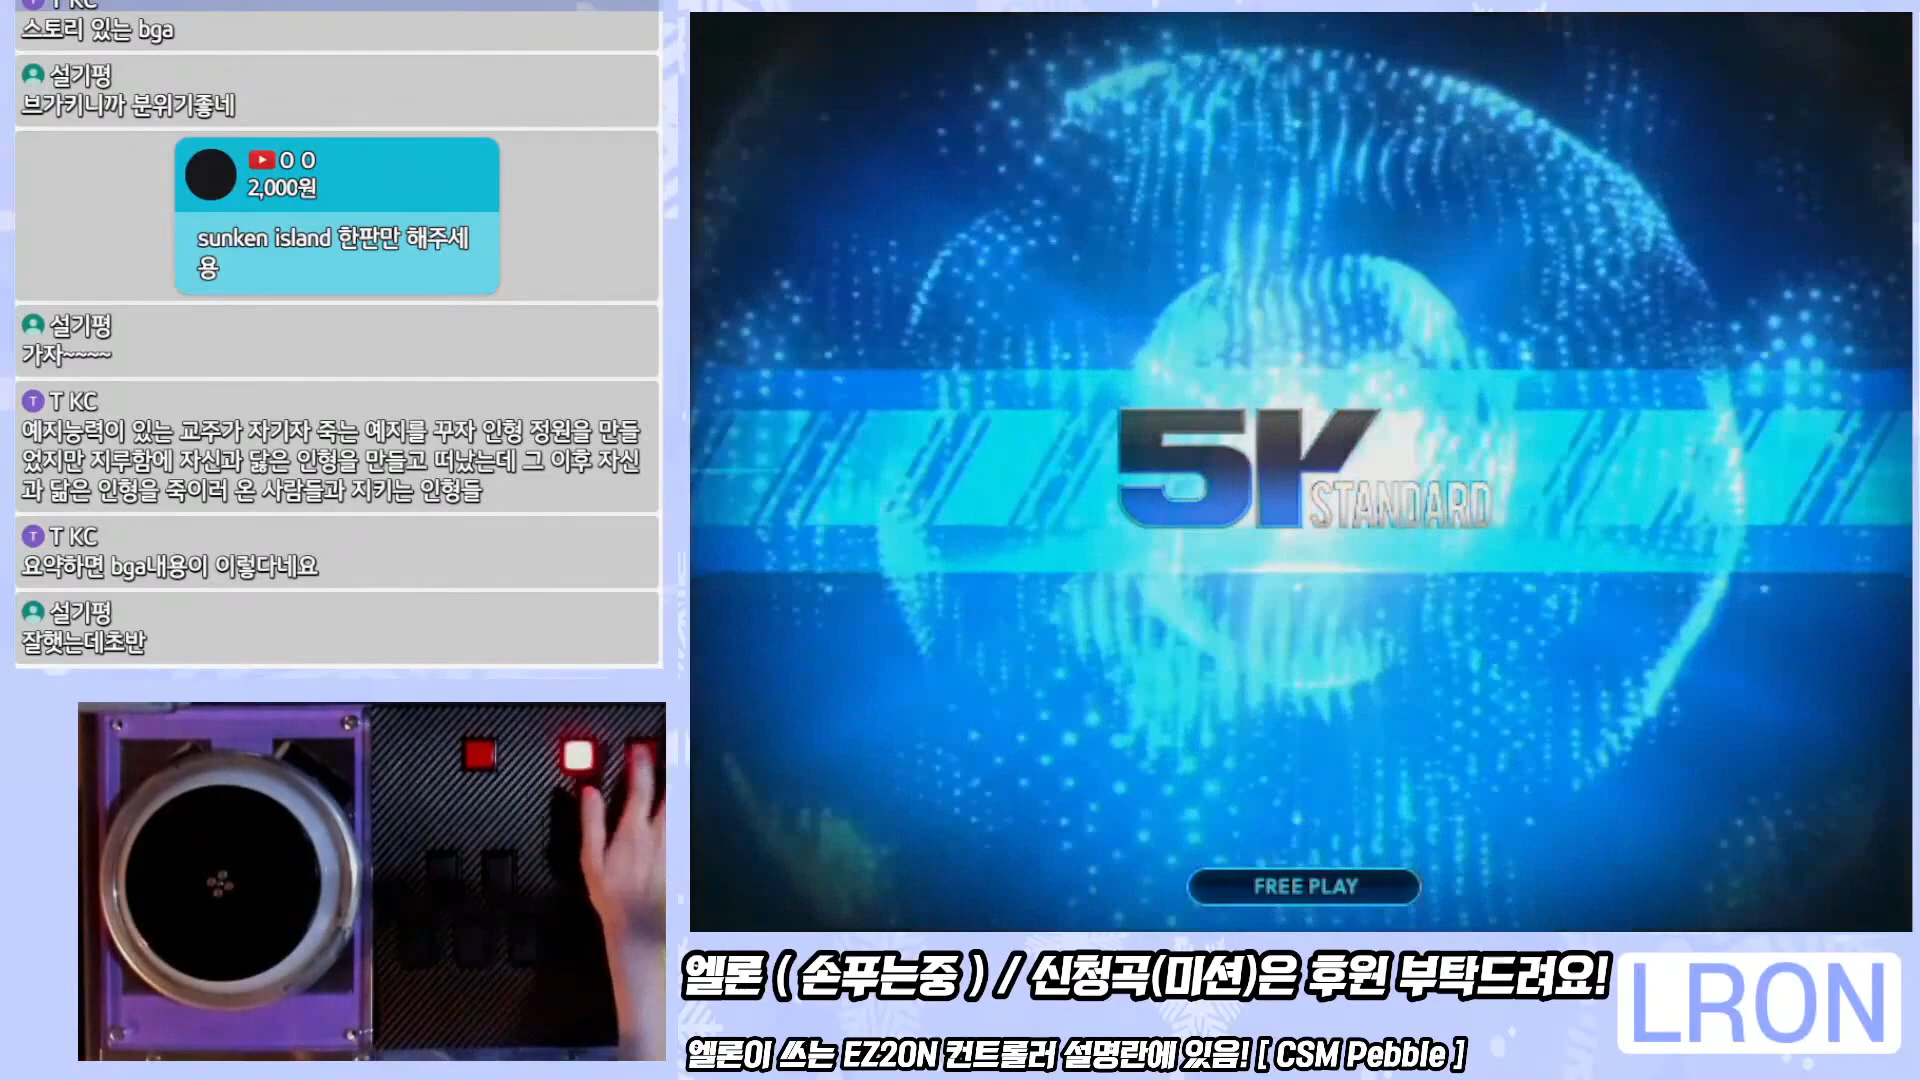 T KC
스토리 있는 bga
설기평
브가키니까 분위기좋네
O O
2,000원
sunken island 한판만 해주세
용
설기평
가자~~~~
T KC
예지능력이 있는 교주가 자기자 죽는 예지를 꾸자 인형 정원을 만들
었지만 지루함에 자신과 닮은 인형을 만들고 떠났는데 그 이후 자신
과 닮은 인형을 죽이러 온 사람들과 지키는 인형들
T KC
요약하면 bga내용이 이렇다네요
설기평
잘햇는데초반
5K
STANDARD
FREE PLAY
엘론 ( 손푸는중 ) / 신청곡(미션)은 후원 부탁드려요!
LRON
엘론이 쓰는 EZ2ON 컨트롤러 설명란에 있음! [ CSM Pebble ]